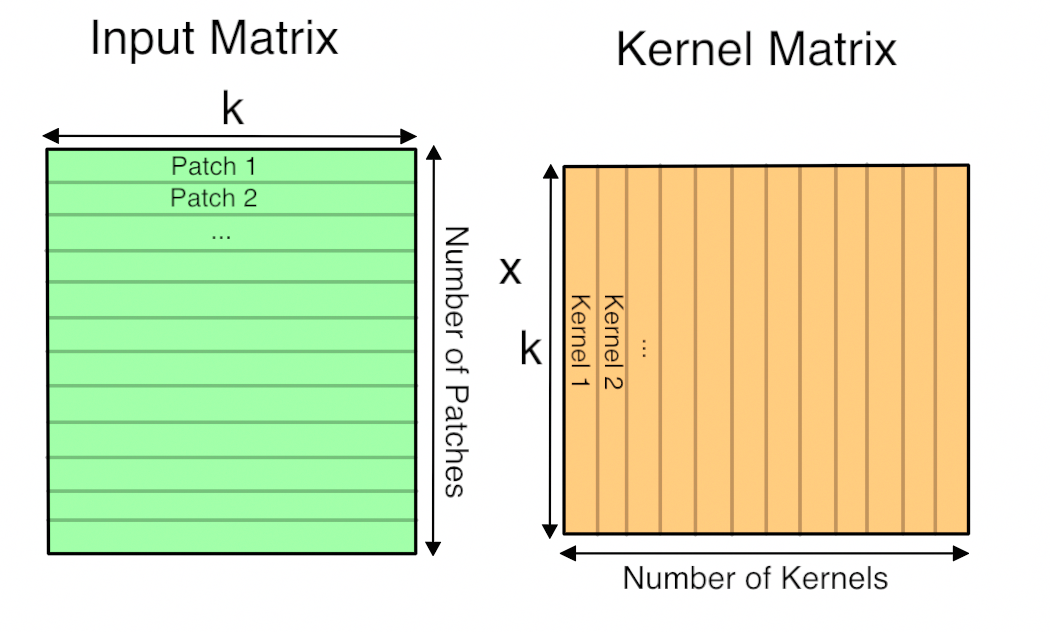 Input Matrix
k
Patch 1
Patch 2
...
Number of Patches
x
Kernel Matrix
k
Kernel 1
Kernel 2
...
Number of Kernels